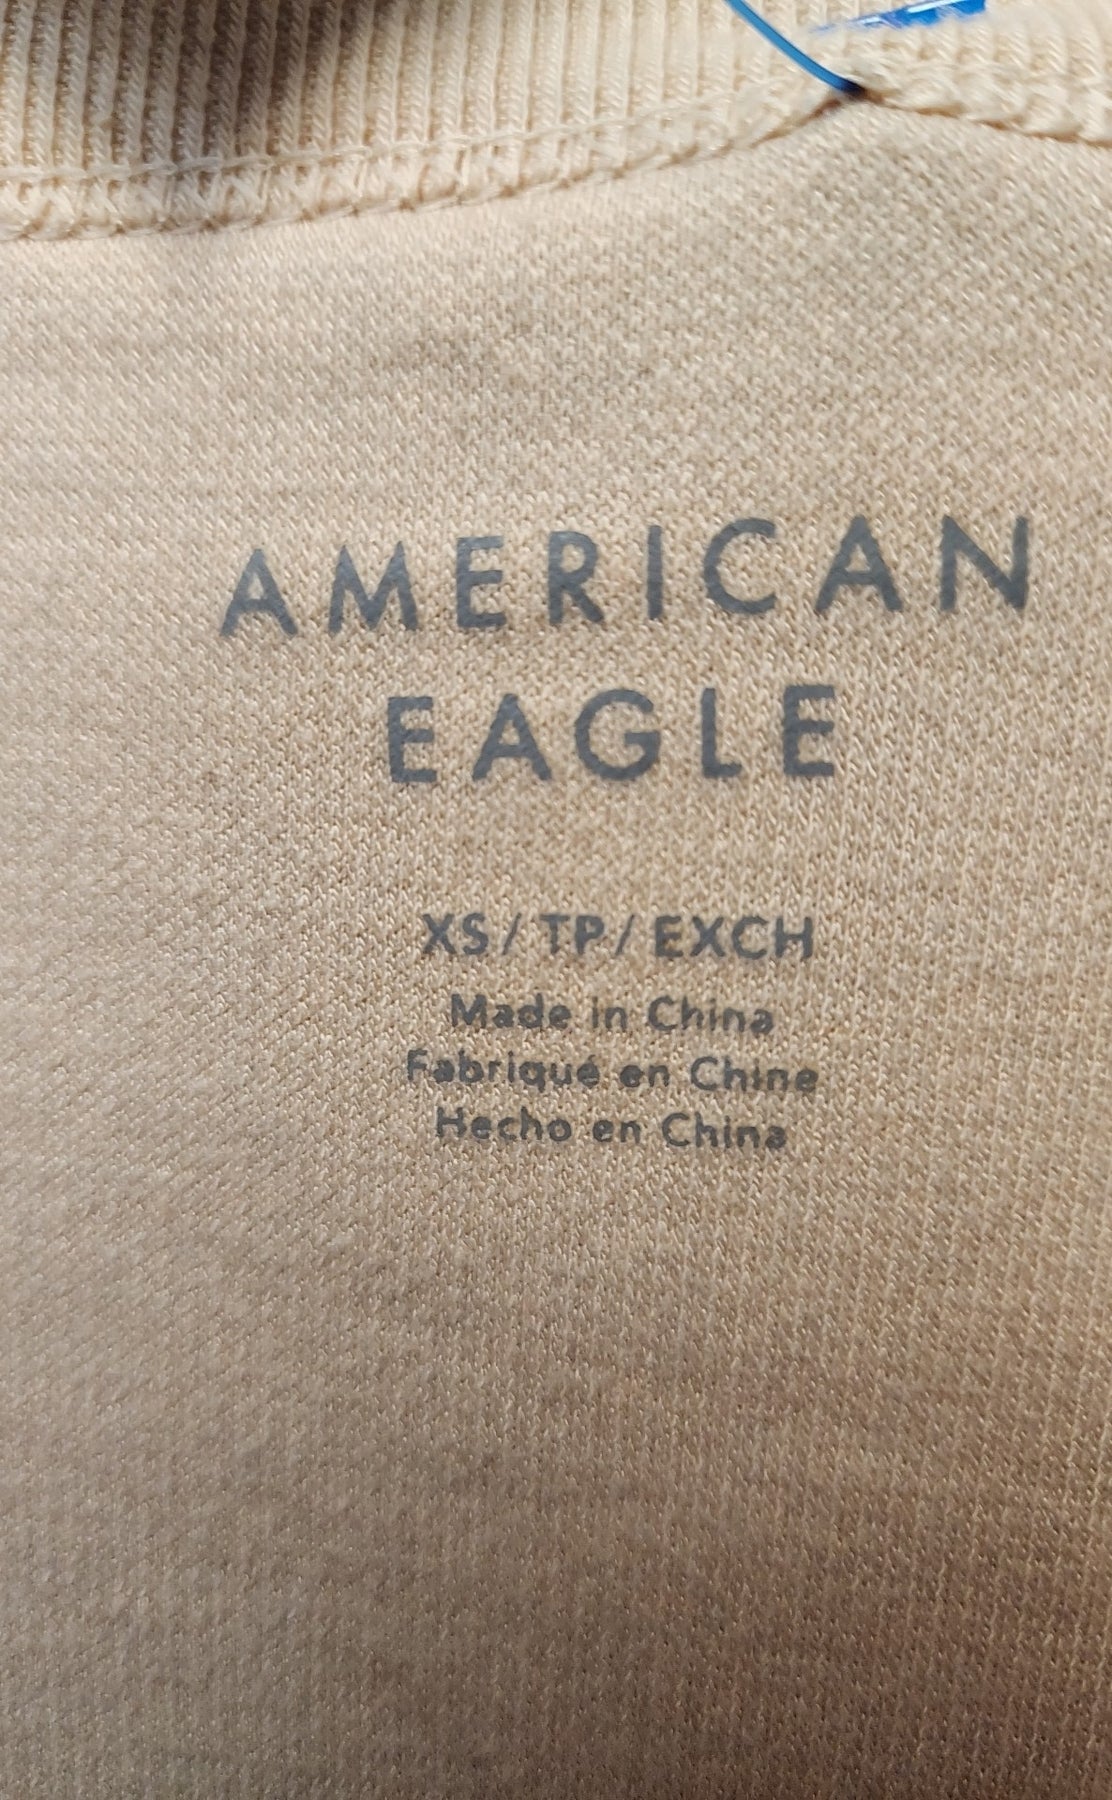 AMERICAN
EAGLE
XS/TP/EXCH
Made in China
Fabriqué en Chine
Hecho en China